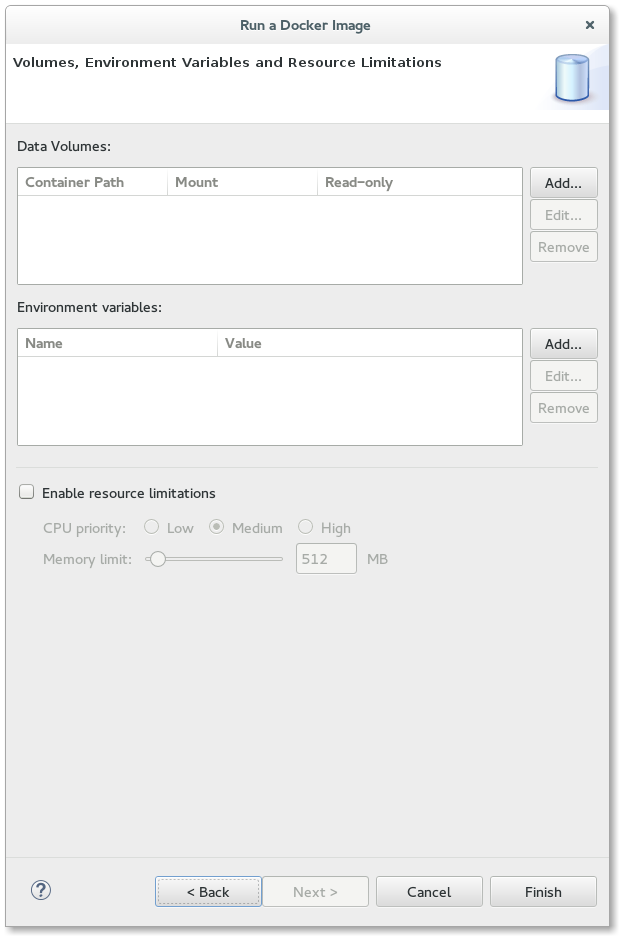 Run a Docker Image ×
Volumes, Environment Variables and Resource Limitations
Data Volumes:
Container Path Mount Read-only
Add...
Edit...
Remove
Environment variables:
Name Value
Add...
Edit...
Remove
Enable resource limitations
CPU priority: Low Medium High
Memory limit: 512 MB
? < Back Next > Cancel Finish